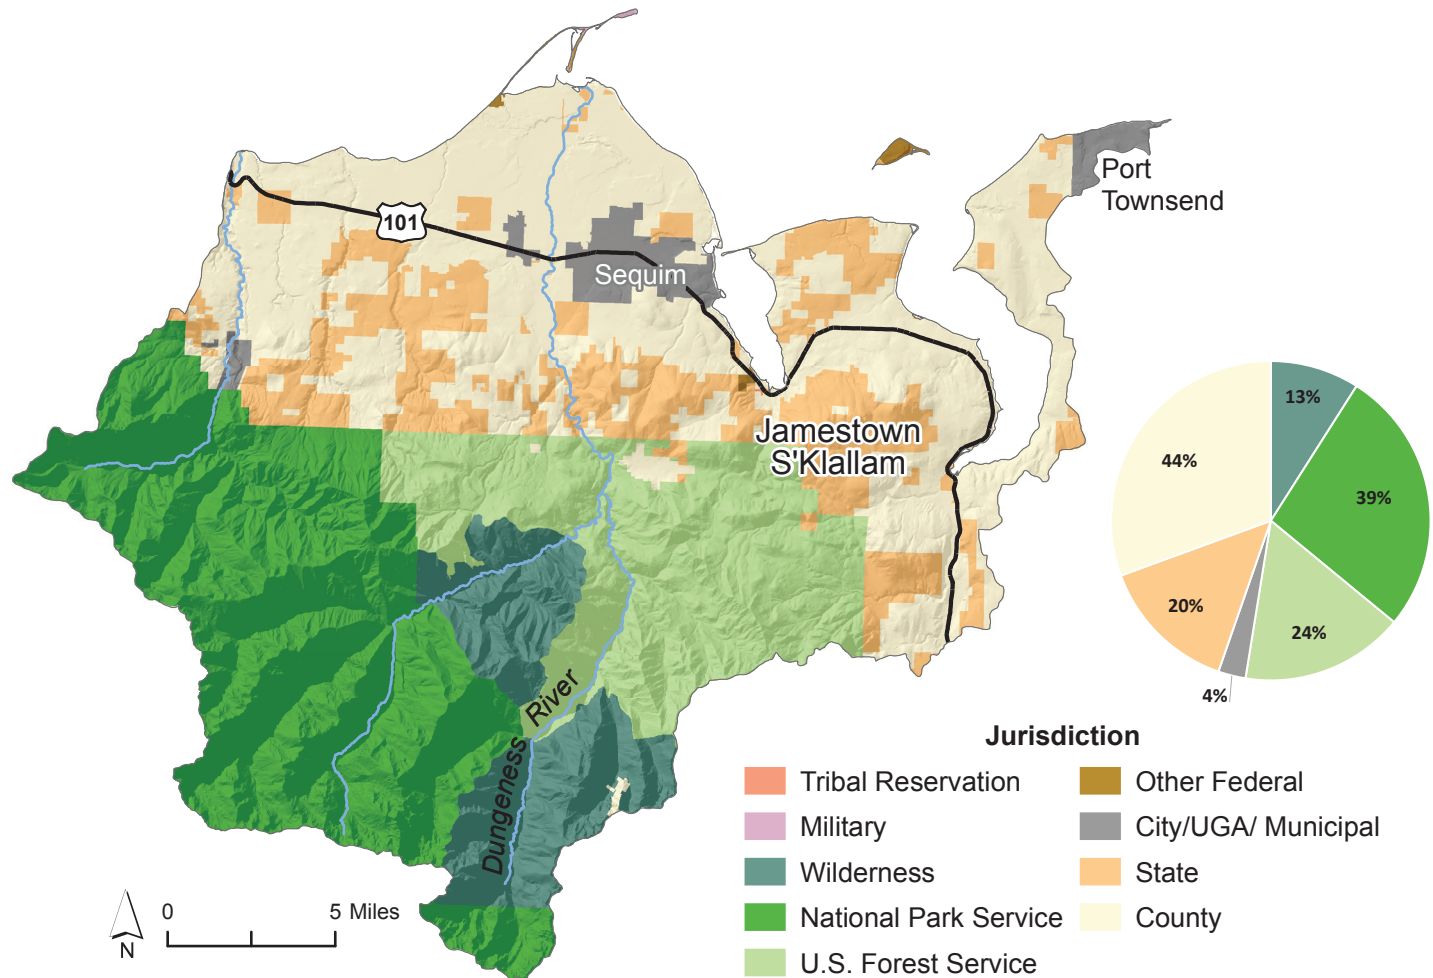 Port
Townsend
101
Sequim
Jamestown
S'Klallam
13%
44%
39%
20%
24%
4%
Dungeness River
Jurisdiction
Tribal Reservation
Military
Wilderness
National Park Service
U.S. Forest Service
Other Federal
City/UGA/ Municipal
State
County
N
0 5 Miles